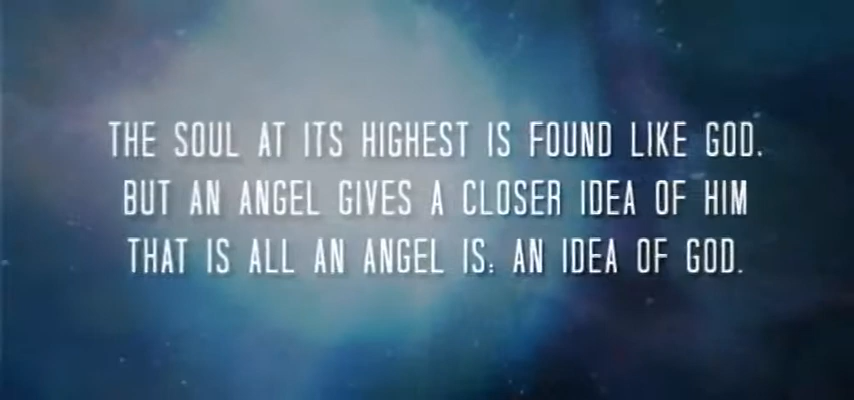 THE SOUL AT ITS HIGHEST IS FOUND LIKE GOD.
BUT AN ANGEL GIVES A CLOSER IDEA OF HIM
THAT IS ALL AN ANGEL IS: AN IDEA OF GOD.